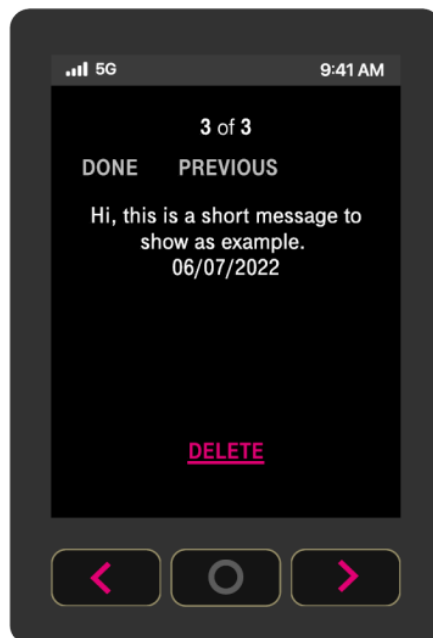 5G 9:41 AM
3 of 3
DONE PREVIOUS
Hi, this is a short message to
show as example.
06/07/2022
DELETE